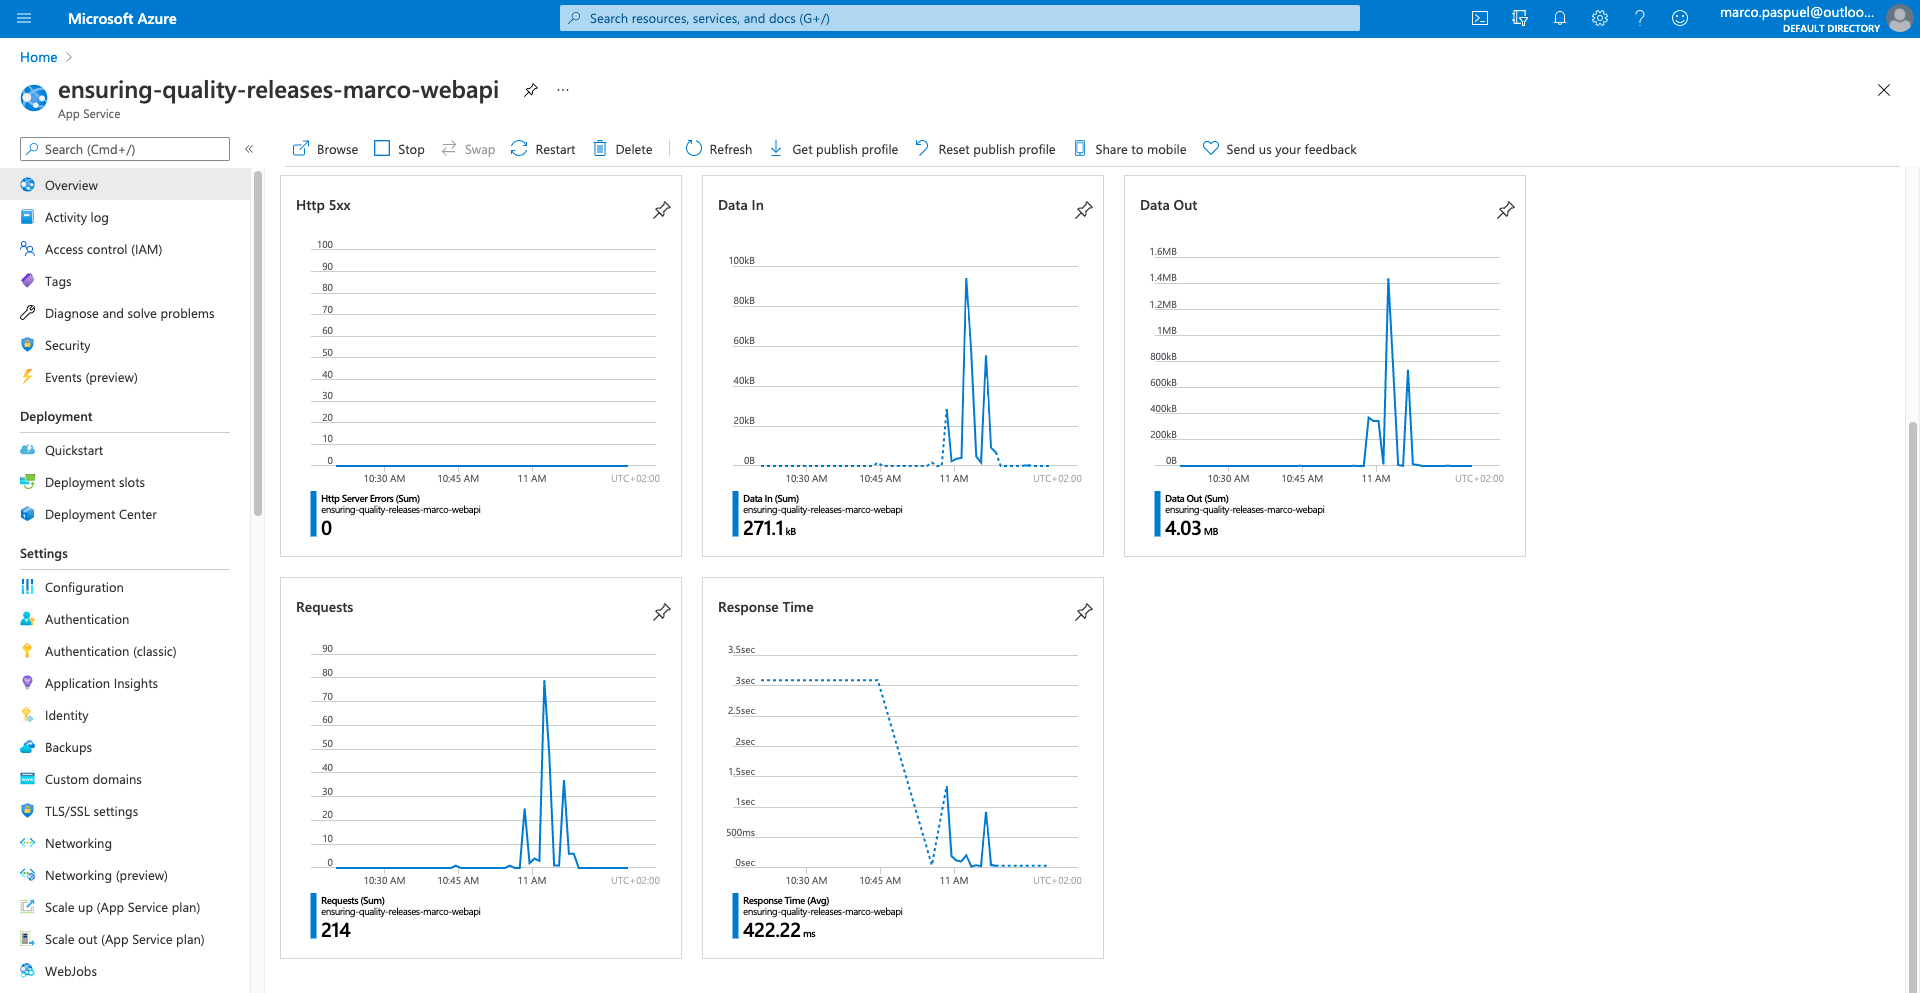 Microsoft Azure
Search resources, services, and docs (G+/)
marco.paspuel@outloo...
DEFAULT DIRECTORY
Home
ensuring-quality-releases-marco-webapi
...
App Service
Search (Cmd+/)
«
Browse
Stop
Swap
Restart
Delete
Refresh
Get publish profile
Reset publish profile
Share to mobile
Send us your feedback
Overview
Activity log
Access control (IAM)
Tags
Diagnose and solve problems
Security
Events (preview)
Deployment
Quickstart
Deployment slots
Deployment Center
Settings
Configuration
Authentication
Authentication (classic)
Application Insights
Identity
Backups
Custom domains
TLS/SSL settings
Networking
Networking (preview)
Scale up (App Service plan)
Scale out (App Service plan)
WebJobs
Http 5xx
100
90
80
70
60
50
40
30
20
10
0
10:30 AM
10:45 AM
11 AM
UTC+02:00
Http Server Errors (Sum)
ensuring-quality-releases-marco-webapi
0
Data In
100kB
80kB
60kB
40kB
20kB
0B
10:30 AM
10:45 AM
11 AM
UTC+02:00
Data In (Sum)
ensuring-quality-releases-marco-webapi
271.1 kB
Data Out
1.6MB
1.4MB
1.2MB
1MB
800kB
600kB
400kB
200kB
0B
10:30 AM
10:45 AM
11 AM
UTC+02:00
Data Out (Sum)
ensuring-quality-releases-marco-webapi
4.03 MB
Requests
90
80
70
60
50
40
30
20
10
0
10:30 AM
10:45 AM
11 AM
UTC+02:00
Requests (Sum)
ensuring-quality-releases-marco-webapi
214
Response Time
3.5sec
3sec
2.5sec
2sec
1.5sec
1sec
500ms
0sec
10:30 AM
10:45 AM
11 AM
UTC+02:00
Response Time (Avg)
ensuring-quality-releases-marco-webapi
422.22 ms